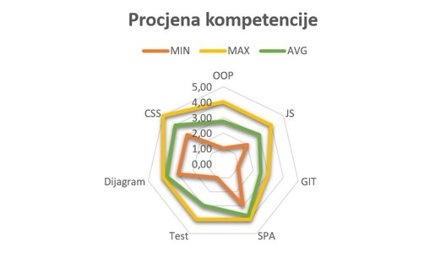 Procjena kompetencije
MIN MAX AVG
OOP
5,00
4,00
3,00
2,00
1,00
0,00
CSS
JS
Dijagram
GIT
Test
SPA